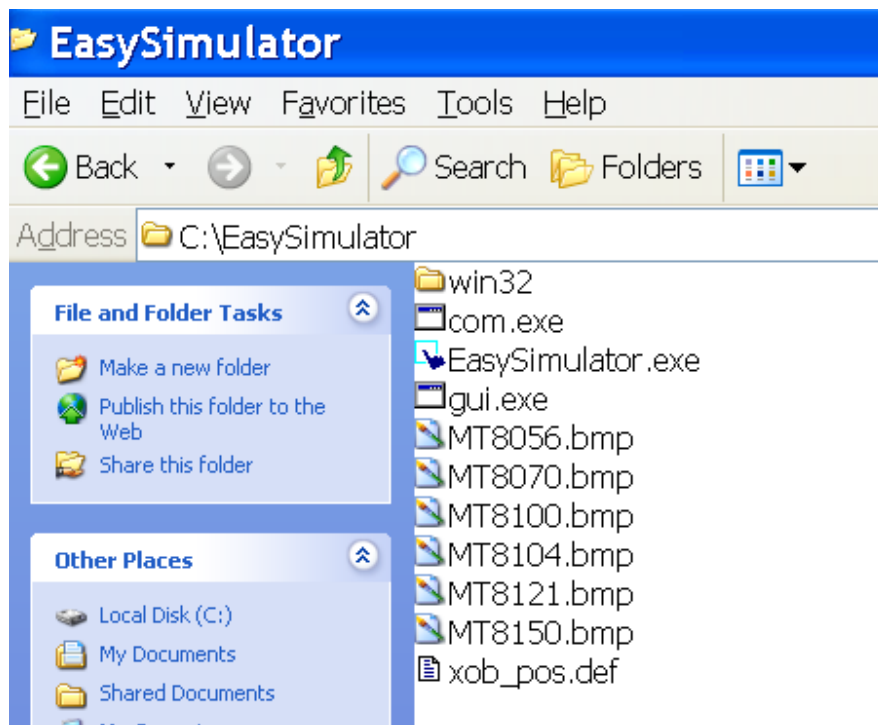 EasySimulator
File Edit View Favorites Tools Help
Back Search Folders
Address C:\EasySimulator
File and Folder Tasks
Make a new folder
Publish this folder to the
Web
Share this folder
Other Places
Local Disk (C:)
My Documents
Shared Documents
win32
com.exe
EasySimulator.exe
gui.exe
MT8056.bmp
MT8070.bmp
MT8100.bmp
MT8104.bmp
MT8121.bmp
MT8150.bmp
xob_pos.def